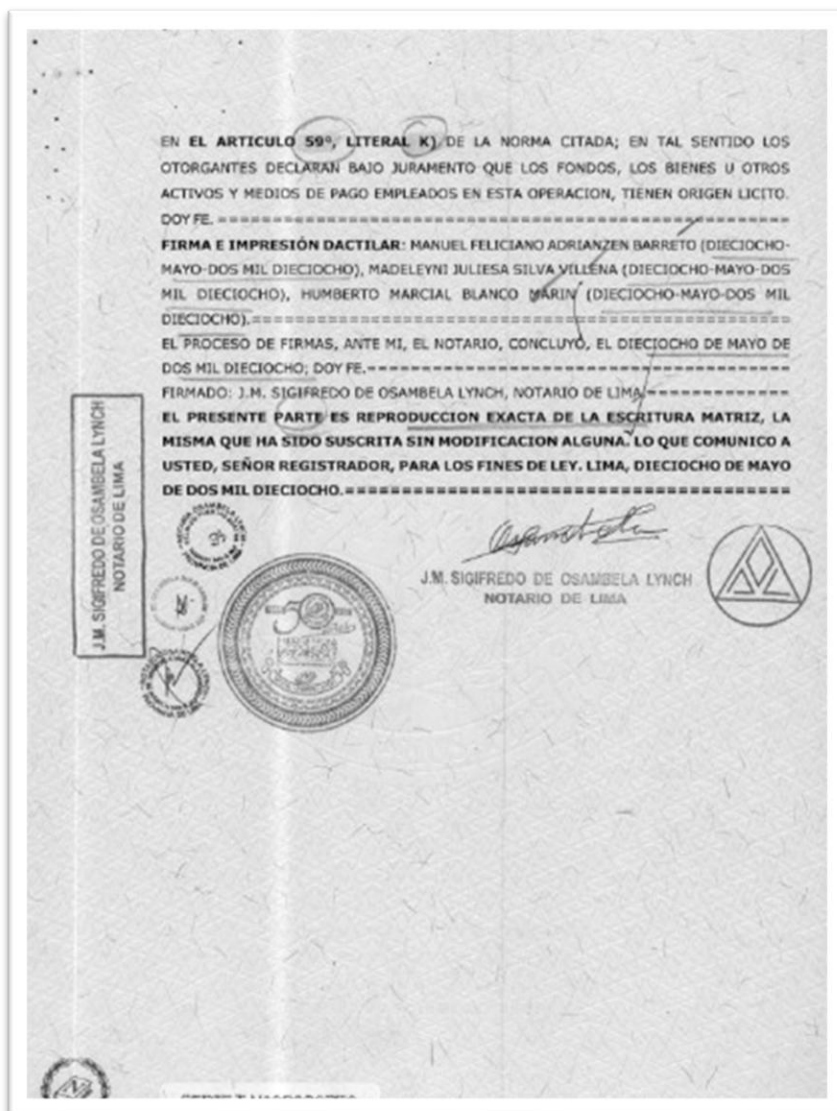 EN EL ARTICULO 59º, LITERAL K) DE LA NORMA CITADA; EN TAL SENTIDO LOS
OTORGANTES DECLARAN BAJO JURAMENTO QUE LOS FONDOS, LOS BIENES U OTROS
ACTIVOS Y MEDIOS DE PAGO EMPLEADOS EN ESTA OPERACION, TIENEN ORIGEN LICITO.
DOY FE. ==================================================
FIRMA E IMPRESIÓN DACTILAR: MANUEL FELICIANO ADRIANZEN BARRETO (DIECIOCHO-
MAYO-DOS MIL DIECIOCHO), MADELEYNI JULIESA SILVA VILLENA (DIECIOCHO-MAYO-DOS
MIL DIECIOCHO), HUMBERTO MARCIAL BLANCO MARIN (DIECIOCHO-MAYO-DOS MIL
DIECIOCHO).==============================================
EL PROCESO DE FIRMAS, ANTE MI, EL NOTARIO, CONCLUYÓ, EL DIECIOCHO DE MAYO DE
DOS MIL DIECIOCHO; DOY FE.====================================
FIRMADO: J.M. SIGIFREDO DE OSAMBELA LYNCH, NOTARIO DE LIMA.==========
EL PRESENTE PARTE ES REPRODUCCION EXACTA DE LA ESCRITURA MATRIZ, LA
MISMA QUE HA SIDO SUSCRITA SIN MODIFICACION ALGUNA. LO QUE COMUNICO A
USTED, SEÑOR REGISTRADOR, PARA LOS FINES DE LEY. LIMA, DIECIOCHO DE MAYO
DE DOS MIL DIECIOCHO.=====================================
J.M. SIGIFREDO DE OSAMBELA LYNCH
NOTARIO DE LIMA
J.M. SIGIFREDO DE OSAMBELA LYNCH
NOTARIO DE LIMA